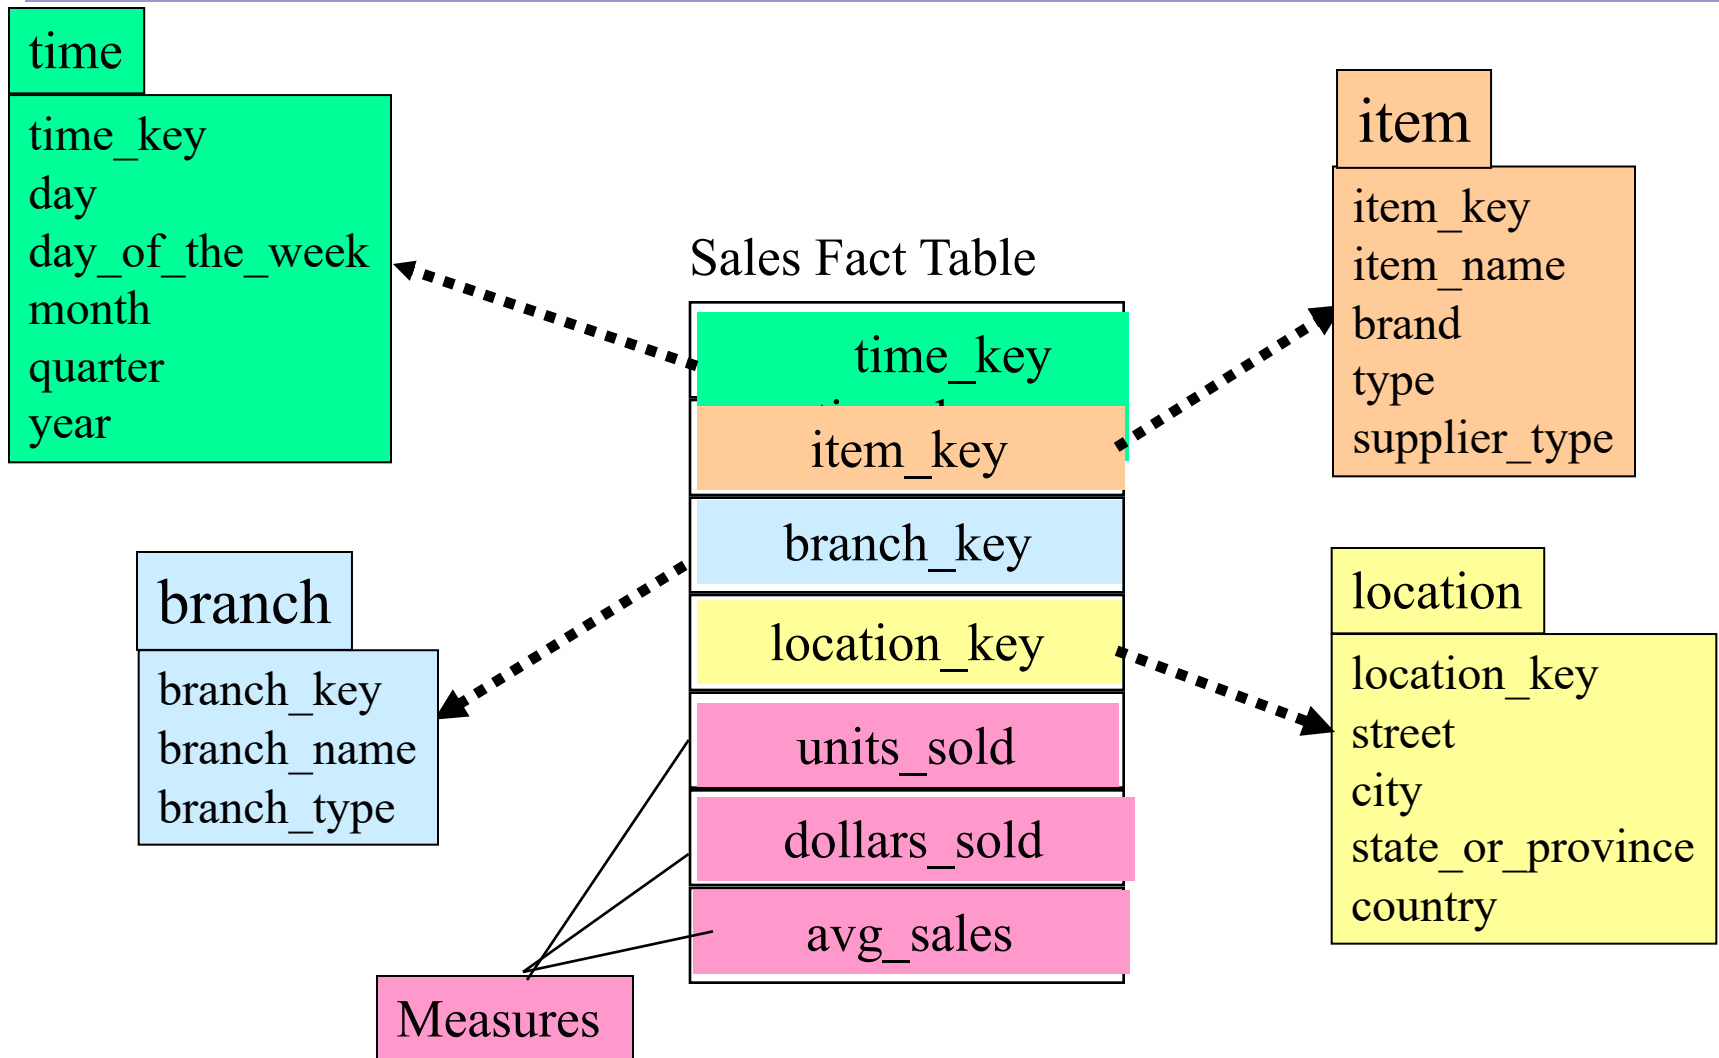 time
time_key
day
day_of_the_week
month
quarter
year
item
item_key
item_name
brand
type
supplier_type
Sales Fact Table
time_key
item_key
branch_key
location_key
units_sold
dollars_sold
avg_sales
branch
branch_key
branch_name
branch_type
location
location_key
street
city
state_or_province
country
Measures